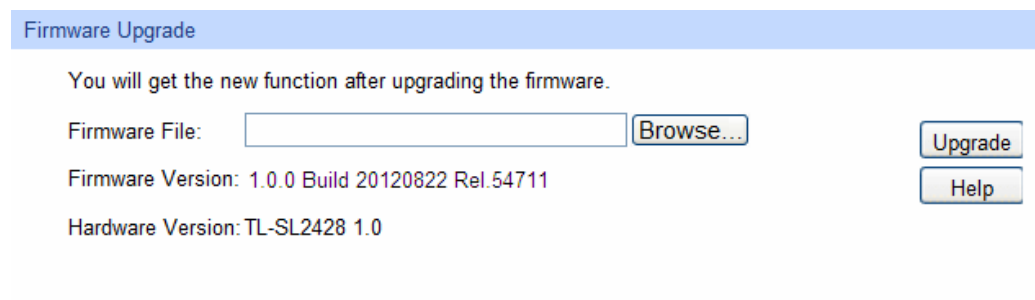 Firmware Upgrade
You will get the new function after upgrading the firmware.
Firmware File: Browse...
Upgrade
Firmware Version: 1.0.0 Build 20120822 Rel.54711
Help
Hardware Version: TL-SL2428 1.0